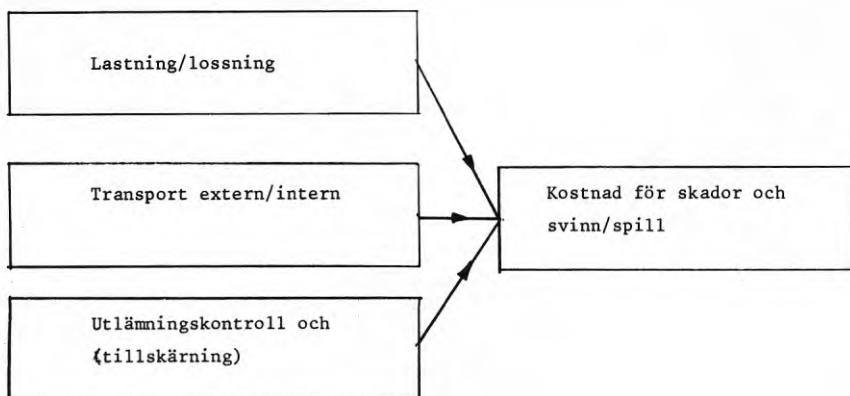 Lastning/lossning
Transport extern/intern
Kostnad för skador och
svinn/spill
Utlämningskontroll och
(tillskärning)